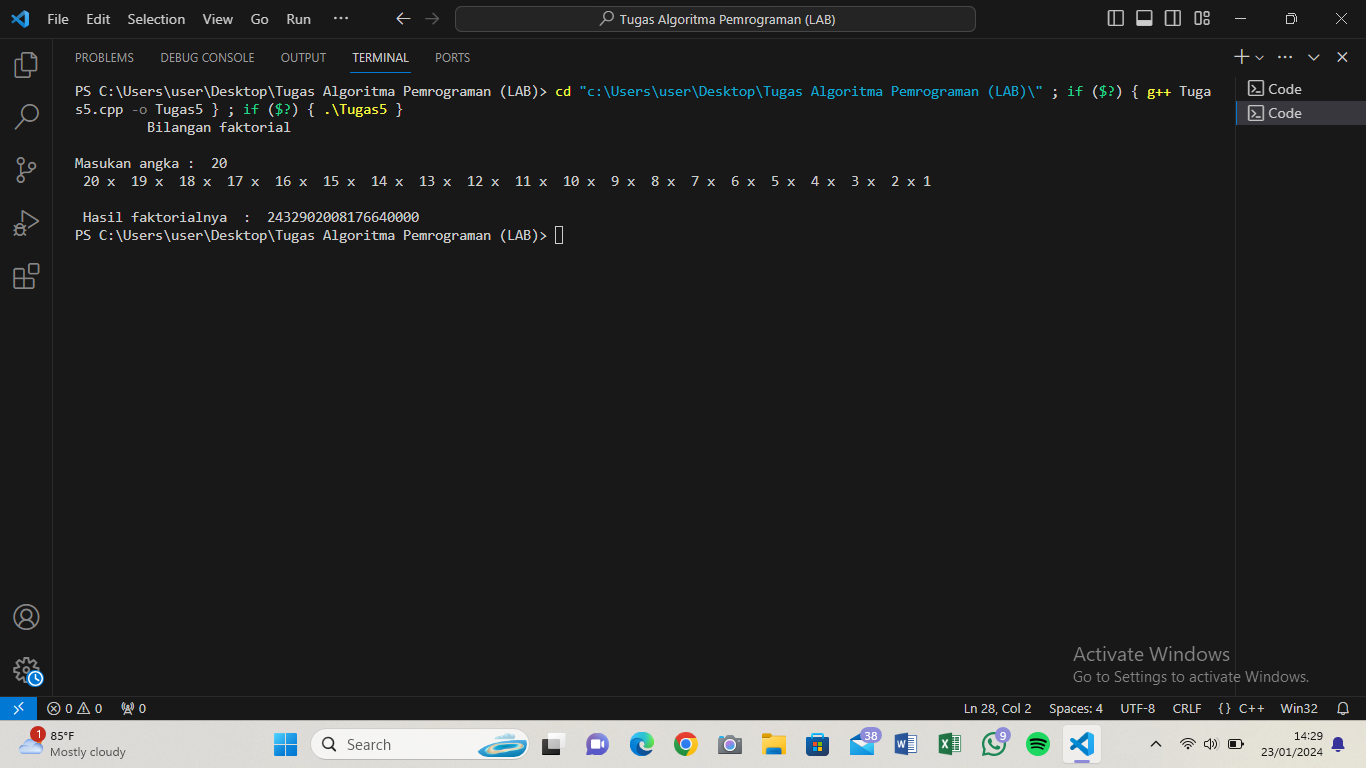 File Edit Selection View Go Run ··· Tugas Algoritma Pemrograman (LAB)
PROBLEMS DEBUG CONSOLE OUTPUT TERMINAL PORTS
PS C:\Users\user\Desktop\Tugas Algoritma Pemrograman (LAB)> cd "c:\Users\user\Desktop\Tugas Algoritma Pemrograman (LAB)\" ; if ($?) { g++ Tuga
s5.cpp -o Tugas5 } ; if ($?) { .\Tugas5 }
Bilangan faktorial
Masukan angka : 20
20 x 19 x 18 x 17 x 16 x 15 x 14 x 13 x 12 x 11 x 10 x 9 x 8 x 7 x 6 x 5 x 4 x 3 x 2 x 1
Hasil faktorialnya : 2432902008176640000
PS C:\Users\user\Desktop\Tugas Algoritma Pemrograman (LAB)>
Code
Code
Activate Windows
Go to Settings to activate Windows.
0 0 0 Ln 28, Col 2 Spaces: 4 UTF-8 CRLF {} C++ Win32
1 85°F
Mostly cloudy
Search
38
9
14:29
23/01/2024